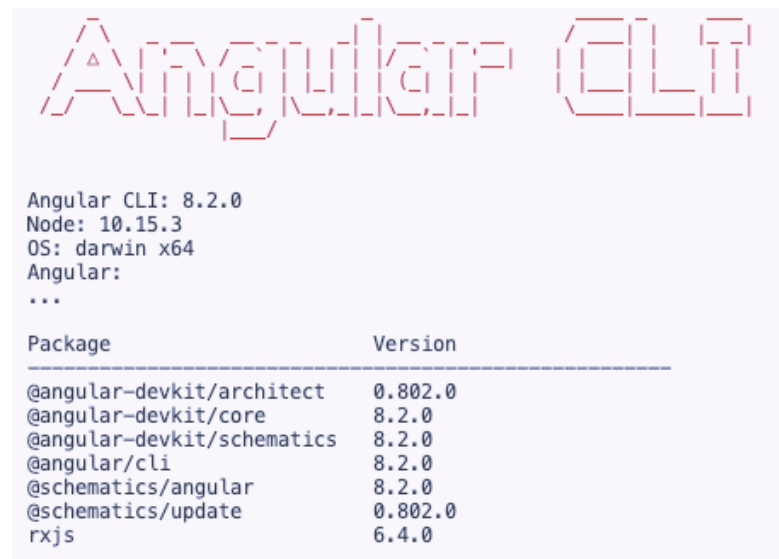 Angular CLI
Angular CLI: 8.2.0
Node: 10.15.3
OS: darwin x64
Angular:
...
Package Version
@angular-devkit/architect 0.802.0
@angular-devkit/core 8.2.0
@angular-devkit/schematics 8.2.0
@angular/cli 8.2.0
@schematics/angular 8.2.0
@schematics/update 0.802.0
rxjs 6.4.0